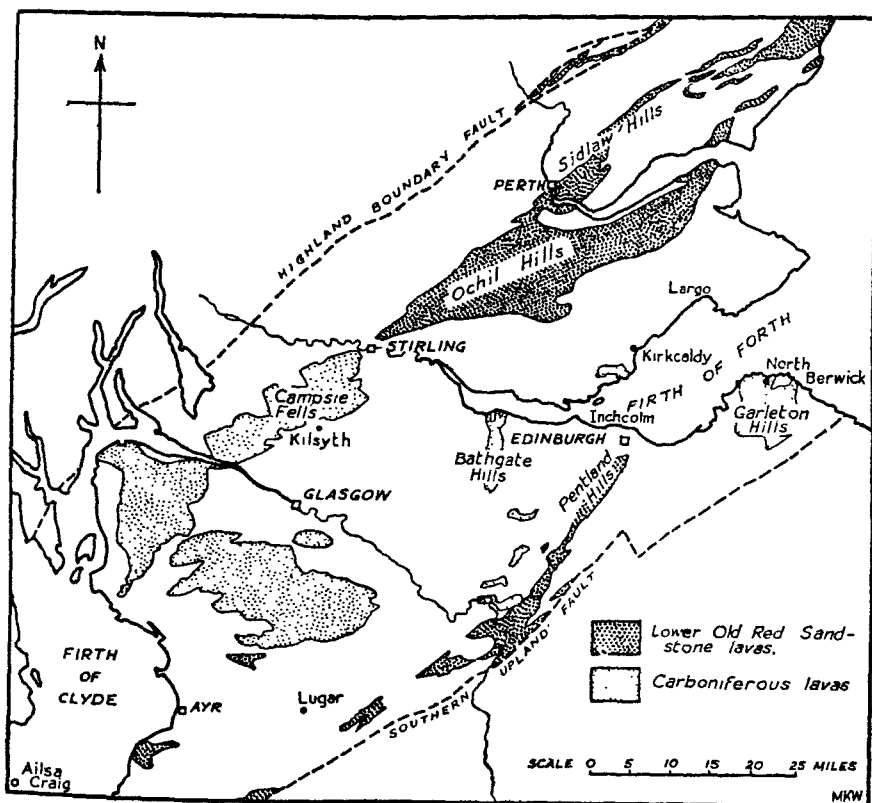 N
HIGHLAND BOUNDARY FAULT
Sidlaw Hills
PERTH
Ochil Hills
Largo
STIRLING
Kirkcaldy
FIRTH OF FORTH
North
Berwick
Campsie
Fells
Kilsyth
Inchcolm
Garleton
Hills
EDINBURGH
Bathgate
Hills
Pentland
Hills
GLASGOW
FIRTH
OF
CLYDE
AYR
Lugar
SOUTHERN UPLAND FAULT
Lower Old Red Sand-
stone lavas.
Carboniferous lavas
Ailsa
Craig
SCALE 0 5 10 15 20 25 MILES
MKW